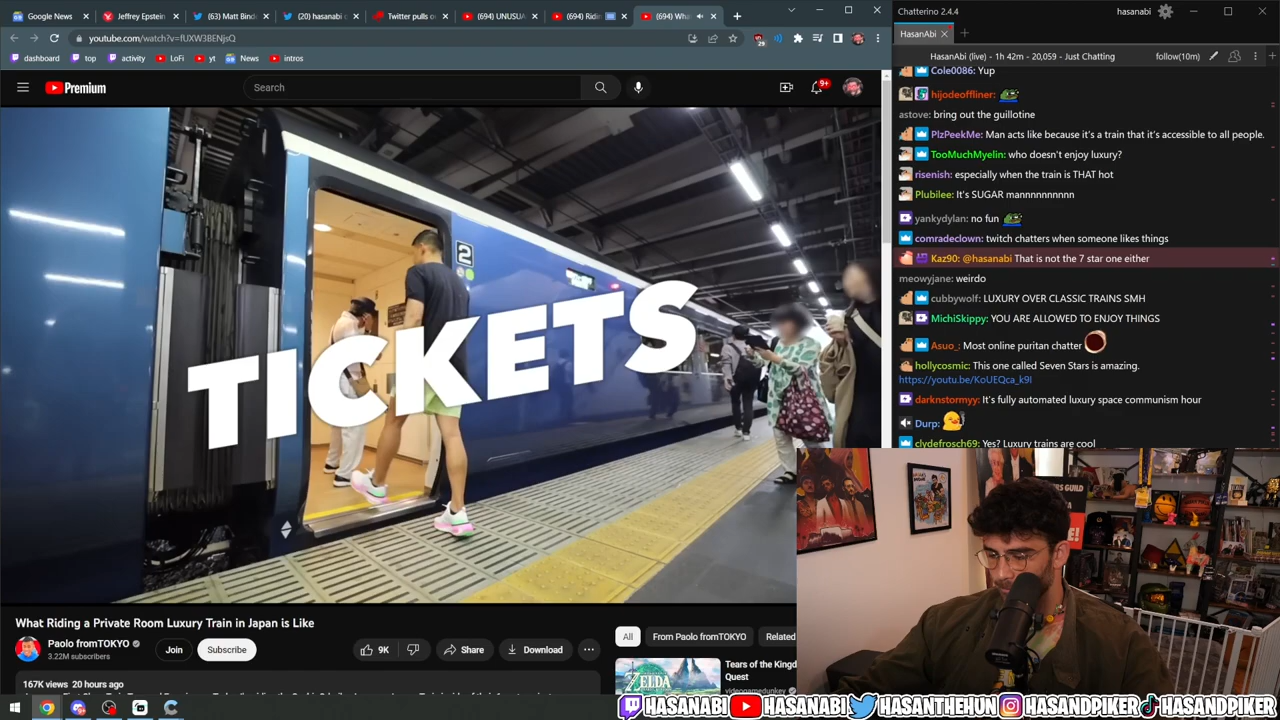 Google News
Jeffrey Epstein
(63) Matt Binda
(20) hasanabi c
Twitter pulls o
(694) UNUSUA
(694) Ridi
(694) Wha
youtube.com/watch?v=fUXW3BENjsQ
29
dashboard
top
activity
LoFi
yt
News
intros
Premium
Search
9+
2
TICKETS
What Riding a Private Room Luxury Train in Japan is Like
Paolo fromTOKYO
3.22M subscribers
Join
Subscribe
9K
Share
Download
167K views 20 hours ago
All
From Paolo fromTOKYO
Related
Tears of the Kingd
Quest
videogamedunkey
Chatterino 2.4.4
hasanabi
HasanAbi
HasanAbi (live) - 1h 42m - 20,059 - Just Chatting
follow(10m)
Cole0086: Yup
hijodeoffliner:
astove: bring out the guillotine
PlzPeekMe: Man acts like because it's a train that it's accessible to all people.
TooMuchMyelin: who doesn't enjoy luxury?
risenish: especially when the train is THAT hot
Plubilee: It's SUGAR mannnnnnnnn
yankydylan: no fun
comradeclown: twitch chatters when someone likes things
Kaz90: @hasanabi That is not the 7 star one either
meowyjane: weirdo
cubbywolf: LUXURY OVER CLASSIC TRAINS SMH
MichiSkippy: YOU ARE ALLOWED TO ENJOY THINGS
Asuo_: Most online puritan chatter
hollycosmic: This one called Seven Stars is amazing.
https://youtu.be/KoUEQca_k9I
darknstormyy: It's fully automated luxury space communism hour
Durp:
clydefrosch69: Yes? Luxury trains are cool
HASANABI
HASANABI
HASANTHEHUN
HASANDPIKER
HASANDPIKER